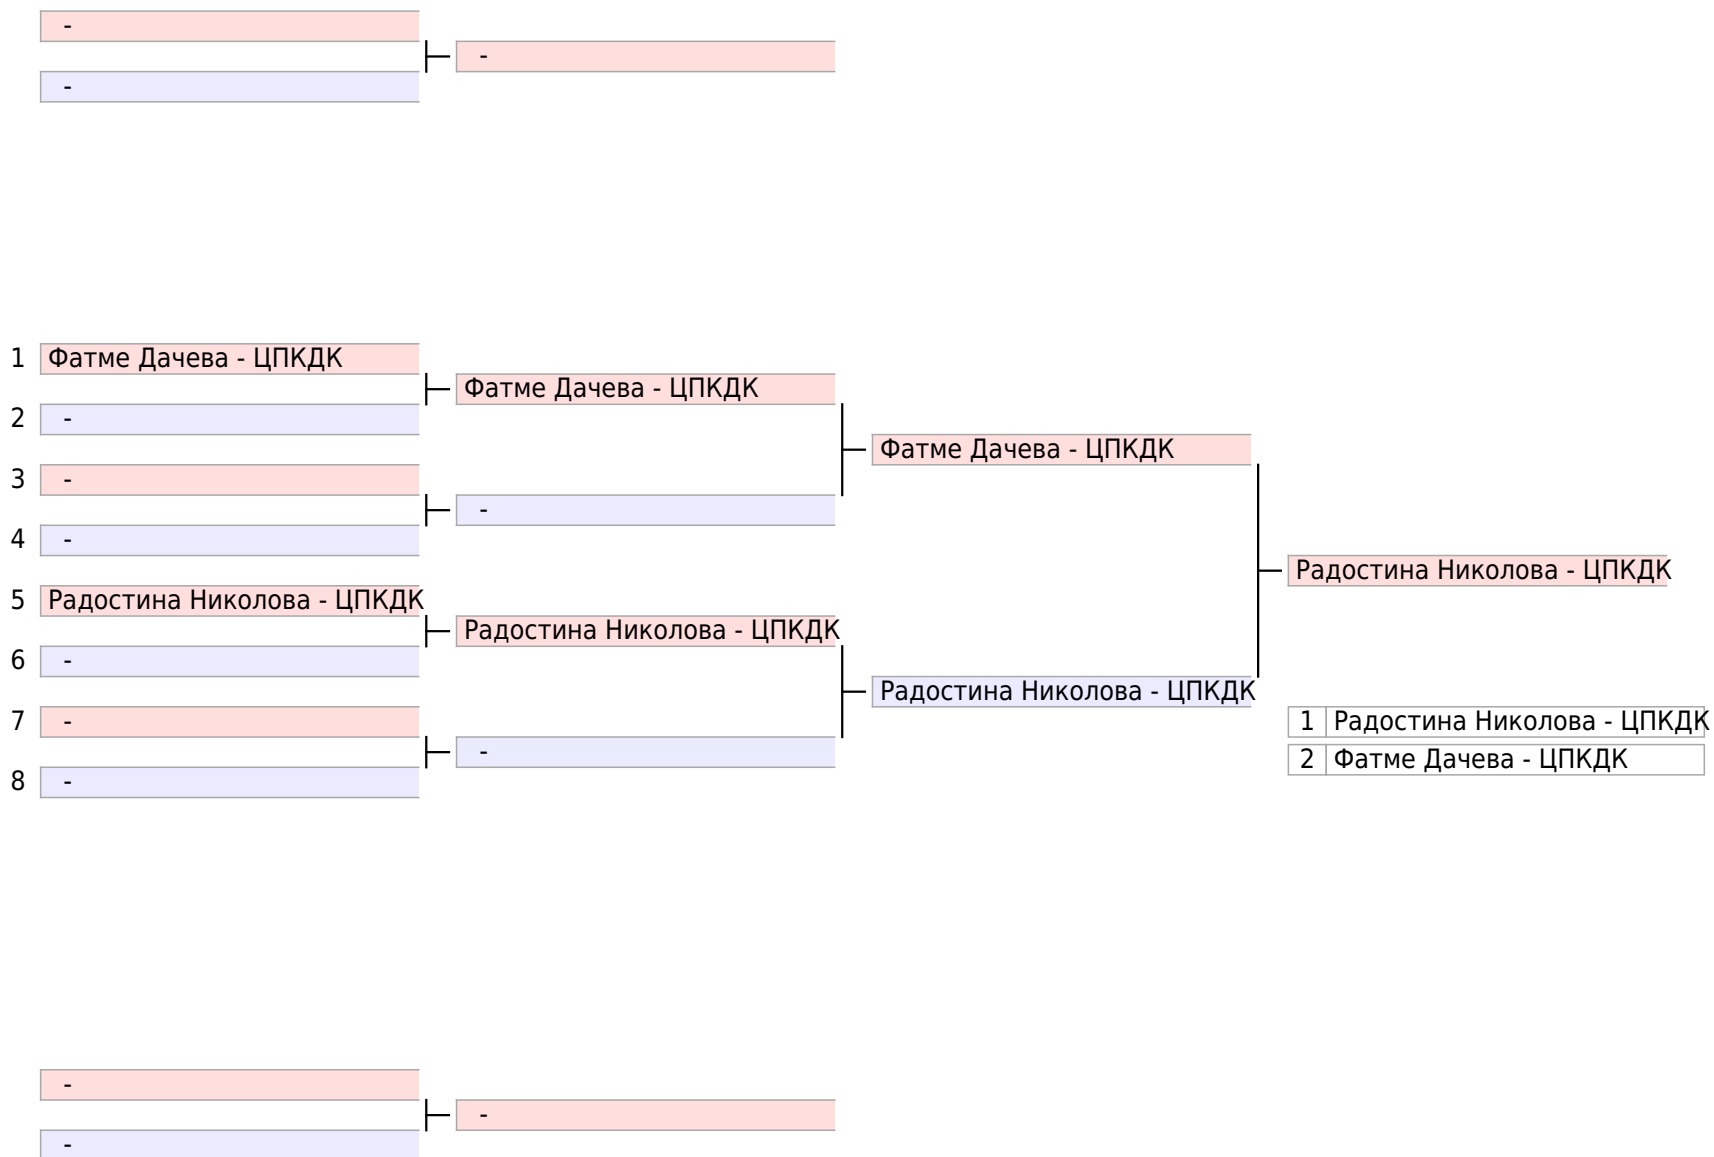 -
-
-
1 Фатме Дачева - ЦПКДК
Фатме Дачева - ЦПКДК
2 -
Фатме Дачева - ЦПКДК
3 -
-
4 -
Радостина Николова - ЦПКДК
5 Радостина Николова - ЦПКДК
Радостина Николова - ЦПКДК
6 -
Радостина Николова - ЦПКДК
7 -
1 Радостина Николова - ЦПКДК
-
2 Фатме Дачева - ЦПКДК
8 -
-
-
-